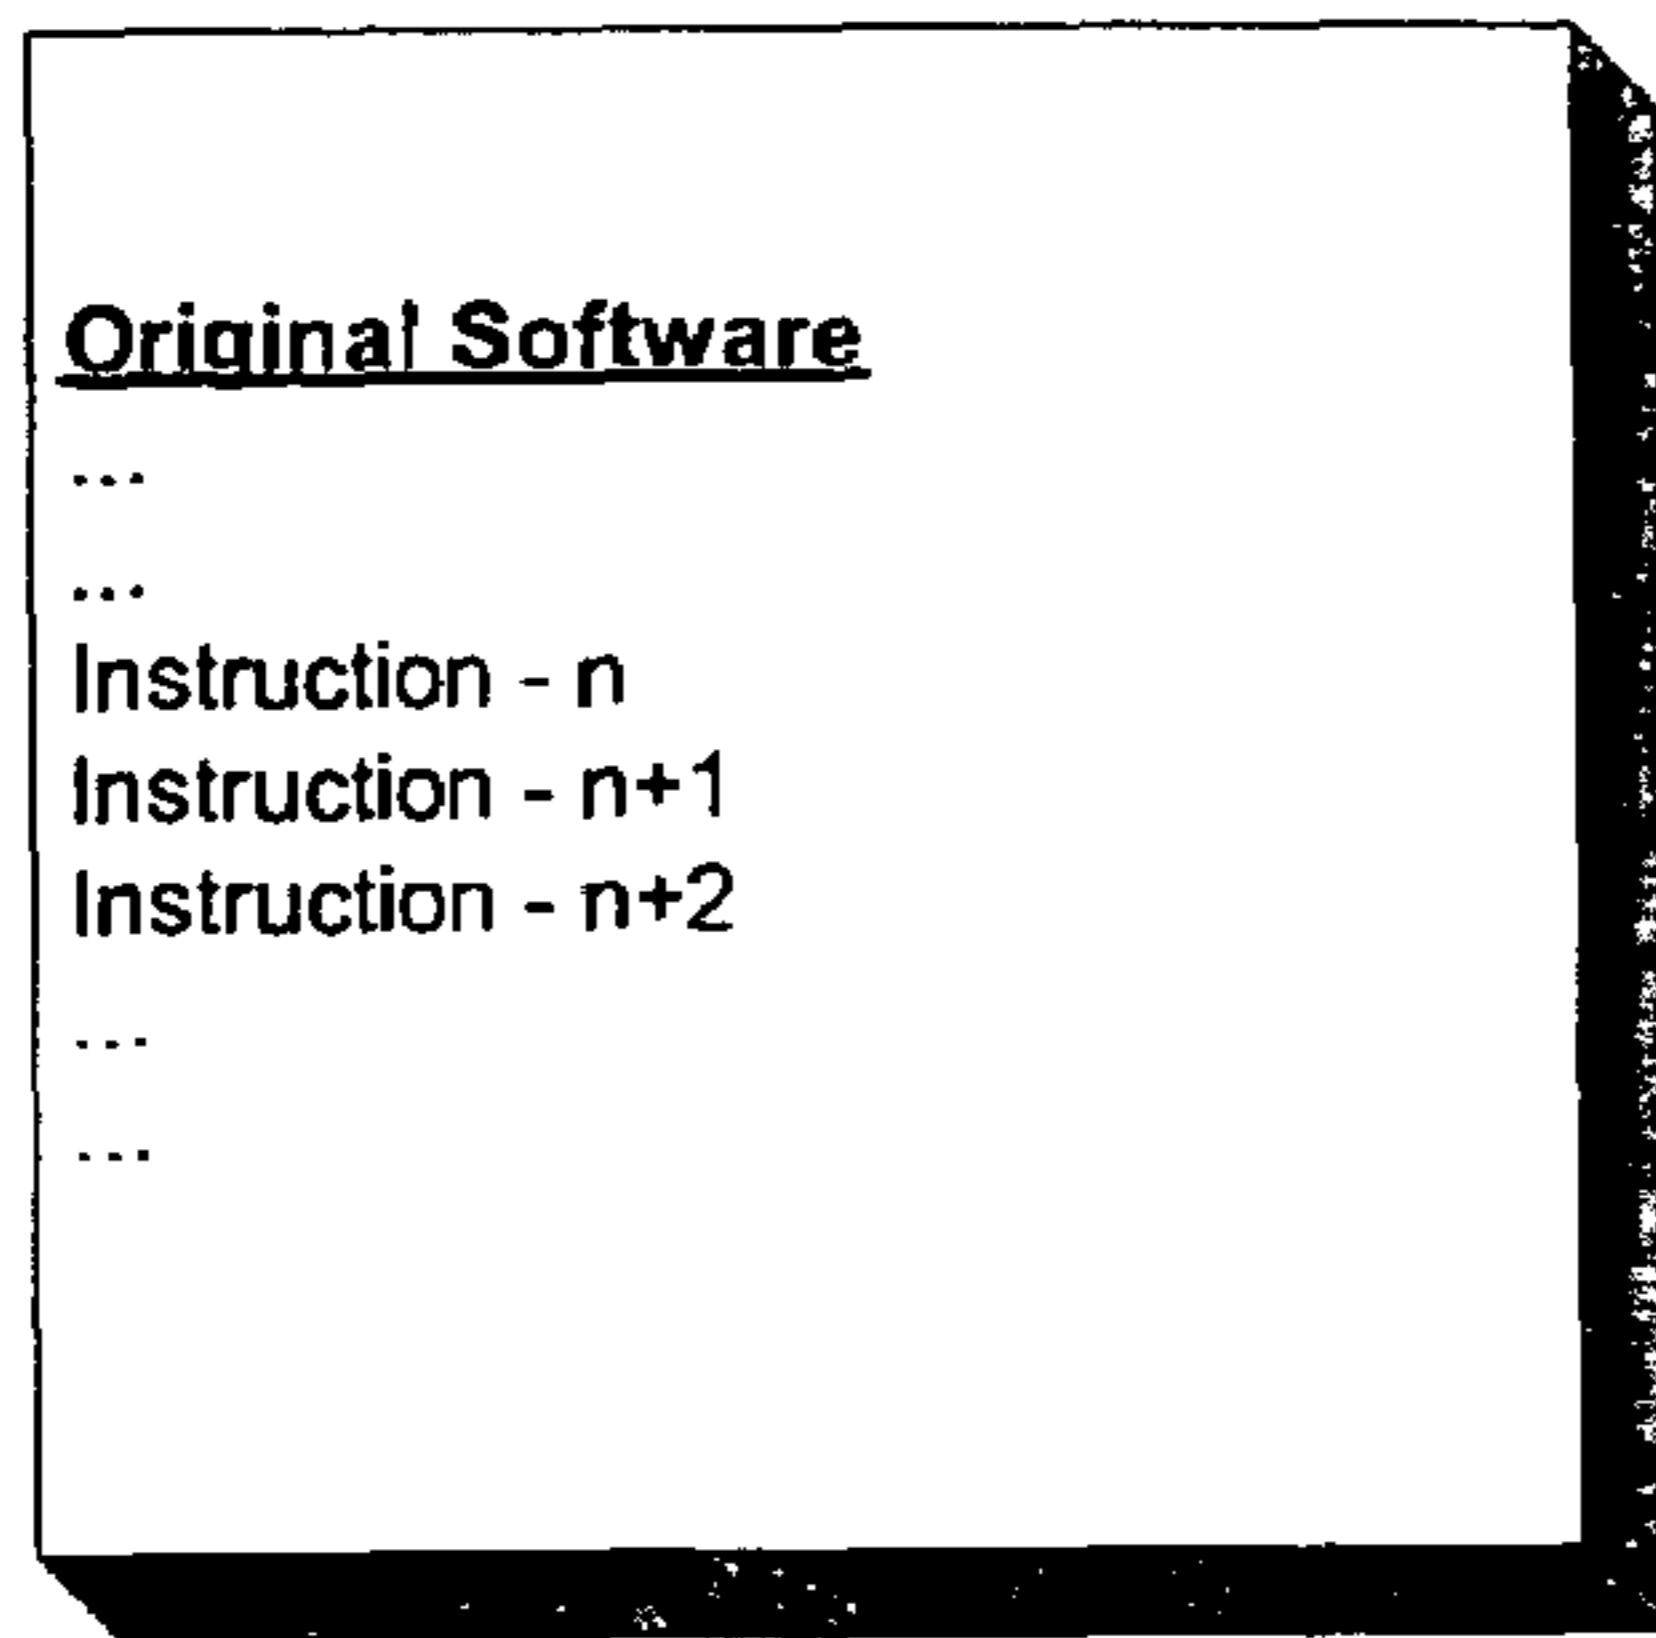 Original Software
...
...
Instruction - n
Instruction - n+1
Instruction - n+2
...
...